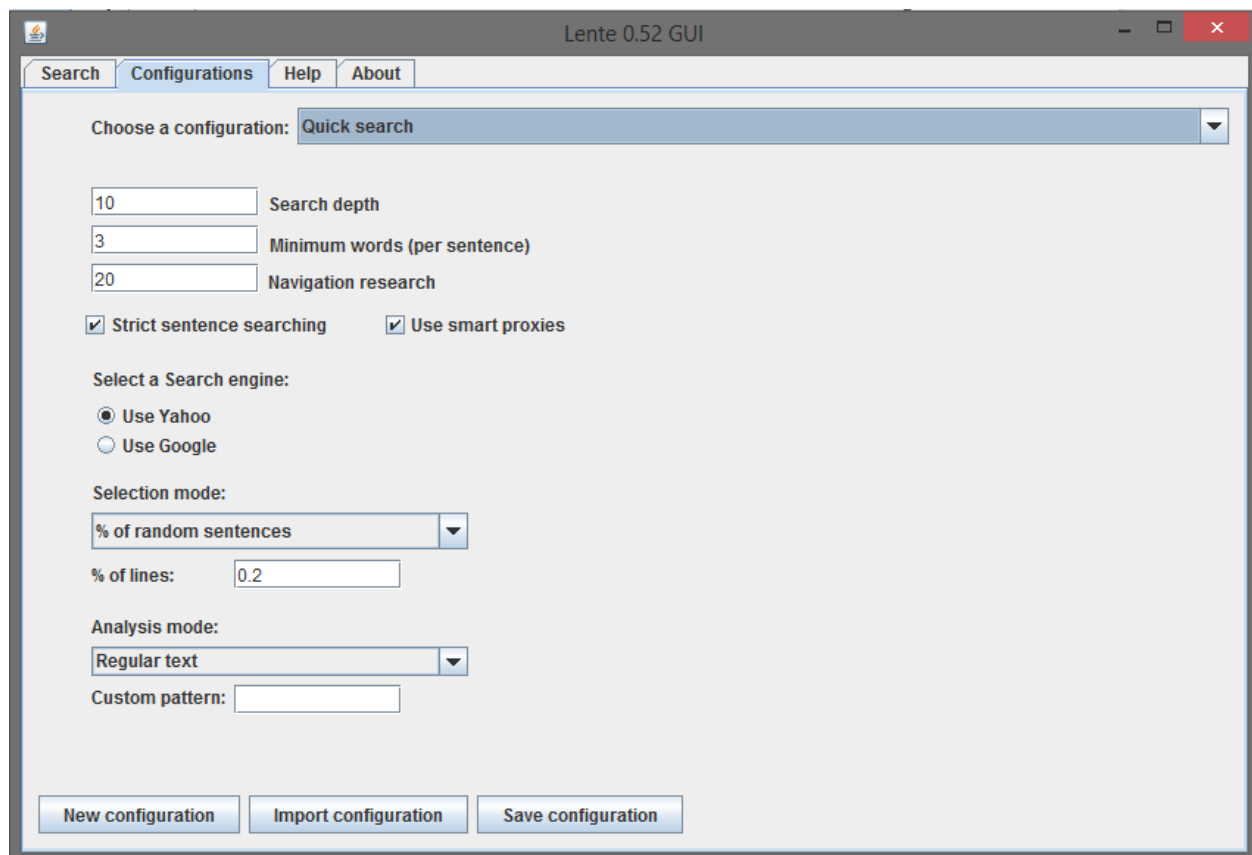 Lente 0.52 GUI
Search Configurations Help About
Choose a configuration: Quick search
10 Search depth
3 Minimum words (per sentence)
20 Navigation research
Strict sentence searching Use smart proxies
Select a Search engine:
Use Yahoo
Use Google
Selection mode:
% of random sentences
% of lines: 0.2
Analysis mode:
Regular text
Custom pattern:
New configuration Import configuration Save configuration